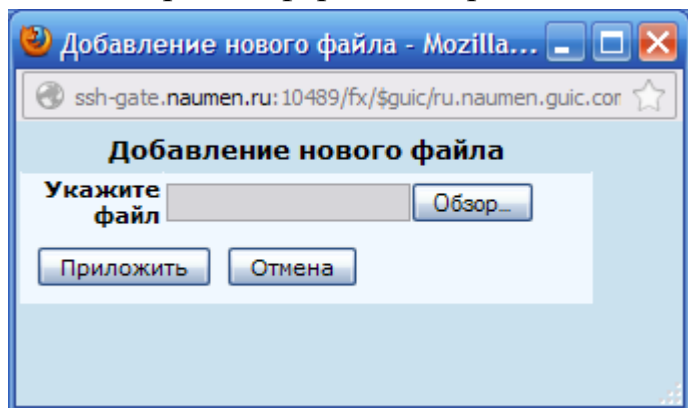 Добавление нового файла - Mozilla...
ssh-gate.naumen.ru:10489/fx/$guic/ru.naumen.guic.cor
Добавление нового файла
Укажите
файл
Обзор...
Приложить Отмена